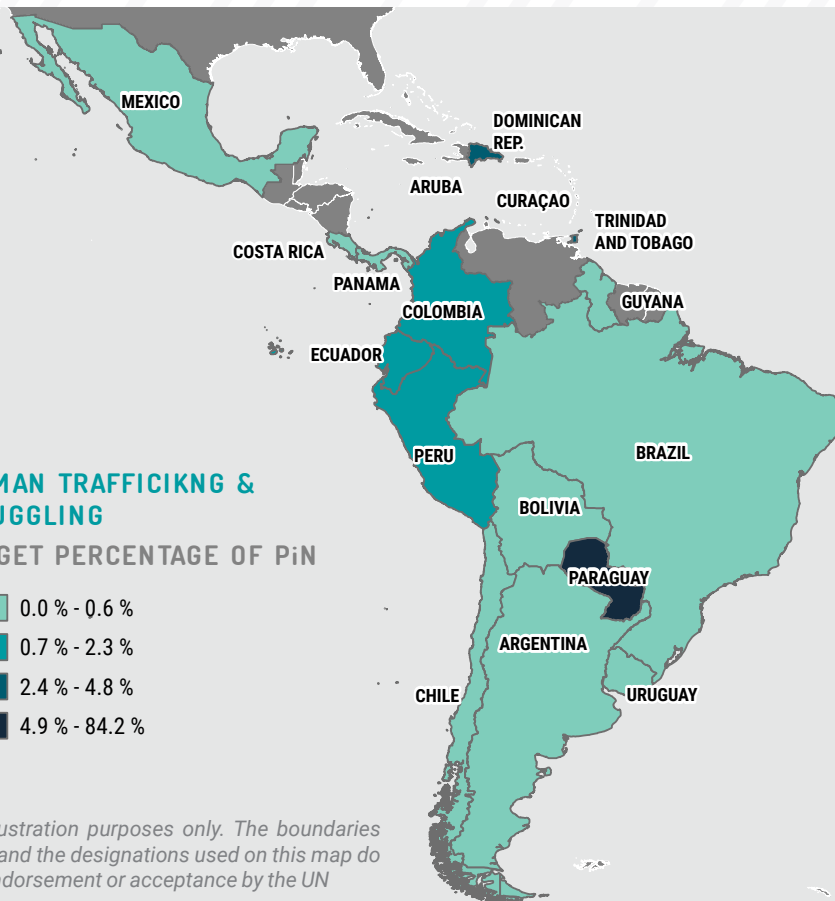 MEXICO
DOMINICAN
REP.
ARUBA
CURAÇAO
TRINIDAD
AND TOBAGO
COSTA RICA
PANAMA
GUYANA
COLOMBIA
ECUADOR
PERU
BRAZIL
BOLIVIA
PARAGUAY
ARGENTINA
CHILE
URUGUAY
MAN TRAFFICIKNG &
UGGLING
GET PERCENTAGE OF PiN
0.0 % - 0.6 %
0.7 % - 2.3 %
2.4 % - 4.8 %
4.9 % - 84.2 %
ustration purposes only. The boundaries
and the designations used on this map do
ndorsement or acceptance by the UN